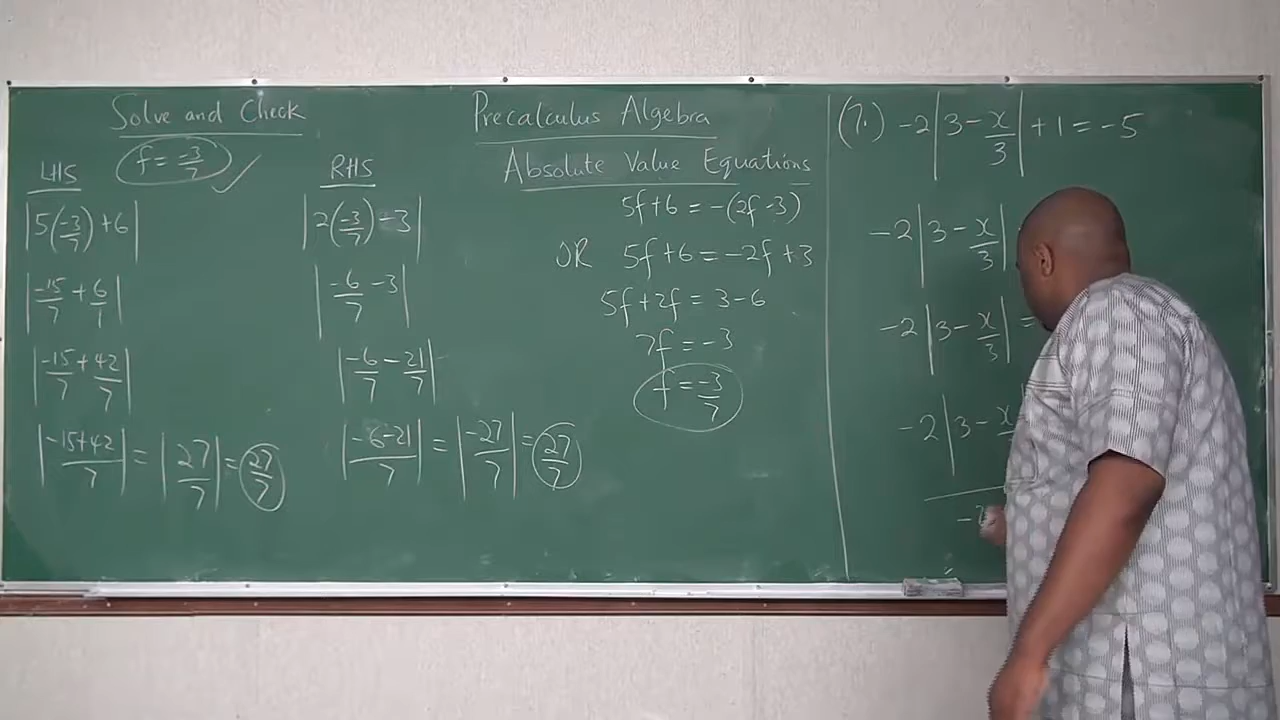 Solve and Check
f = -3/7 ✓
LHS
|5(-3/7) + 6|
|-15/7 + 6/1|
|-15/7 + 42/7|
|(-15+42)/7| = |27/7| = 27/7
RHS
|2(-3/7) - 3|
|-6/7 - 3|
|-6/7 - 21/7|
|(-6-21)/7| = |-27/7| = 27/7
Precalculus Algebra
Absolute Value Equations
5f + 6 = -(2f - 3)
OR 5f + 6 = -2f + 3
5f + 2f = 3 - 6
7f = -3
f = -3/7
(7.) -2|3 - x/3| + 1 = -5
-2|3 - x/3|
-2|3 - x/3| =
-2|3 - x